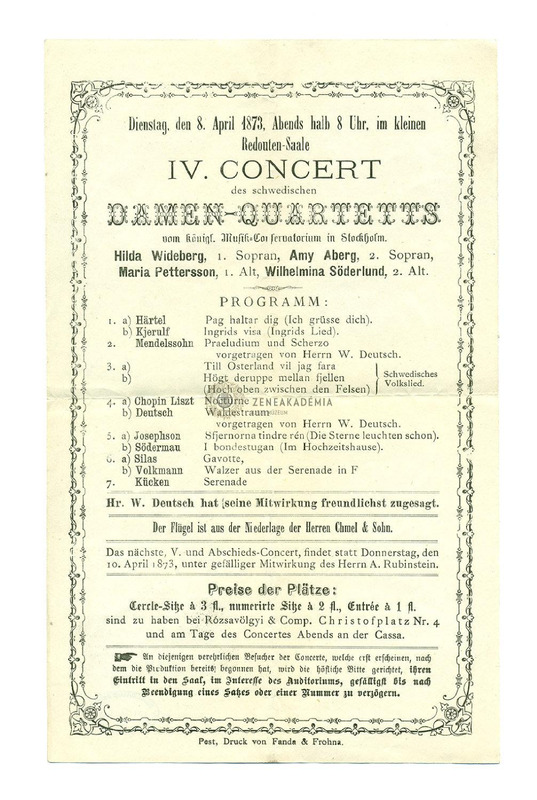 Dienstag, den 8. April 1873, Abends halb 8 Uhr, im kleinen
Redouten-Saale
IV. CONCERT
des schwedischen
DAMEN-QUARTETTS
vom königl. Musik-Conservatorium in Stockholm.
Hilda Wideberg, 1. Sopran, Amy Aberg, 2. Sopran,
Maria Pettersson, 1. Alt, Wilhelmina Söderlund, 2. Alt.
PROGRAMM:
1. a) Härtel Pag haltar dig (Ich grüsse dich).
b) Kjerulf Ingrids visa (Ingrids Lied).
2. Mendelssohn Praeludium und Scherzo
vorgetragen von Herrn W. Deutsch.
3. a) Till Osterland vil jag fara
b) Högt deruppe mellan fjellen
(Hoch oben zwischen den Felsen)
Schwedisches
Volkslied.
4. a) Chopin Liszt Nocturne
ZENEAKADÉMIA
b) Deutsch Waldestraum
vorgetragen von Herrn W. Deutsch.
5. a) Josephson Sfjernorna tindre rén (Die Sterne leuchten schon).
b) Södermau I bondestugan (Im Hochzeitshause).
6. a) Silas Gavotte,
b) Volkmann Walzer aus der Serenade in F
7. Kücken Serenade
Hr. W. Deutsch hat seine Mitwirkung freundlichst zugesagt.
Der Flügel ist aus der Niederlage der Herren Chmel & Sohn.
Das nächste, V. und Abschieds-Concert, findet statt Donnerstag, den
10. April 1873, unter gefälliger Mitwirkung des Herrn A. Rubinstein.
Preise der Plätze:
Cercle-Sitze à 3 fl., numerirte Sitze à 2 fl., Entrée à 1 fl.
sind zu haben bei Rózsavölgyi & Comp. Christofplatz Nr. 4
und am Tage des Concertes Abends an der Cassa.
An diejenigen verehrlichen Besucher der Concerte, welche erst erscheinen, nach
dem die Produktion bereits begonnen hat, wird die höfliche Bitte gerichtet, ihren
Eintritt in den Saal, im Interesse des Auditoriums, gefälligst bis nach
Beendigung eines Satzes oder einer Nummer zu verzögern.
Pest, Druck von Fanda & Frohna.